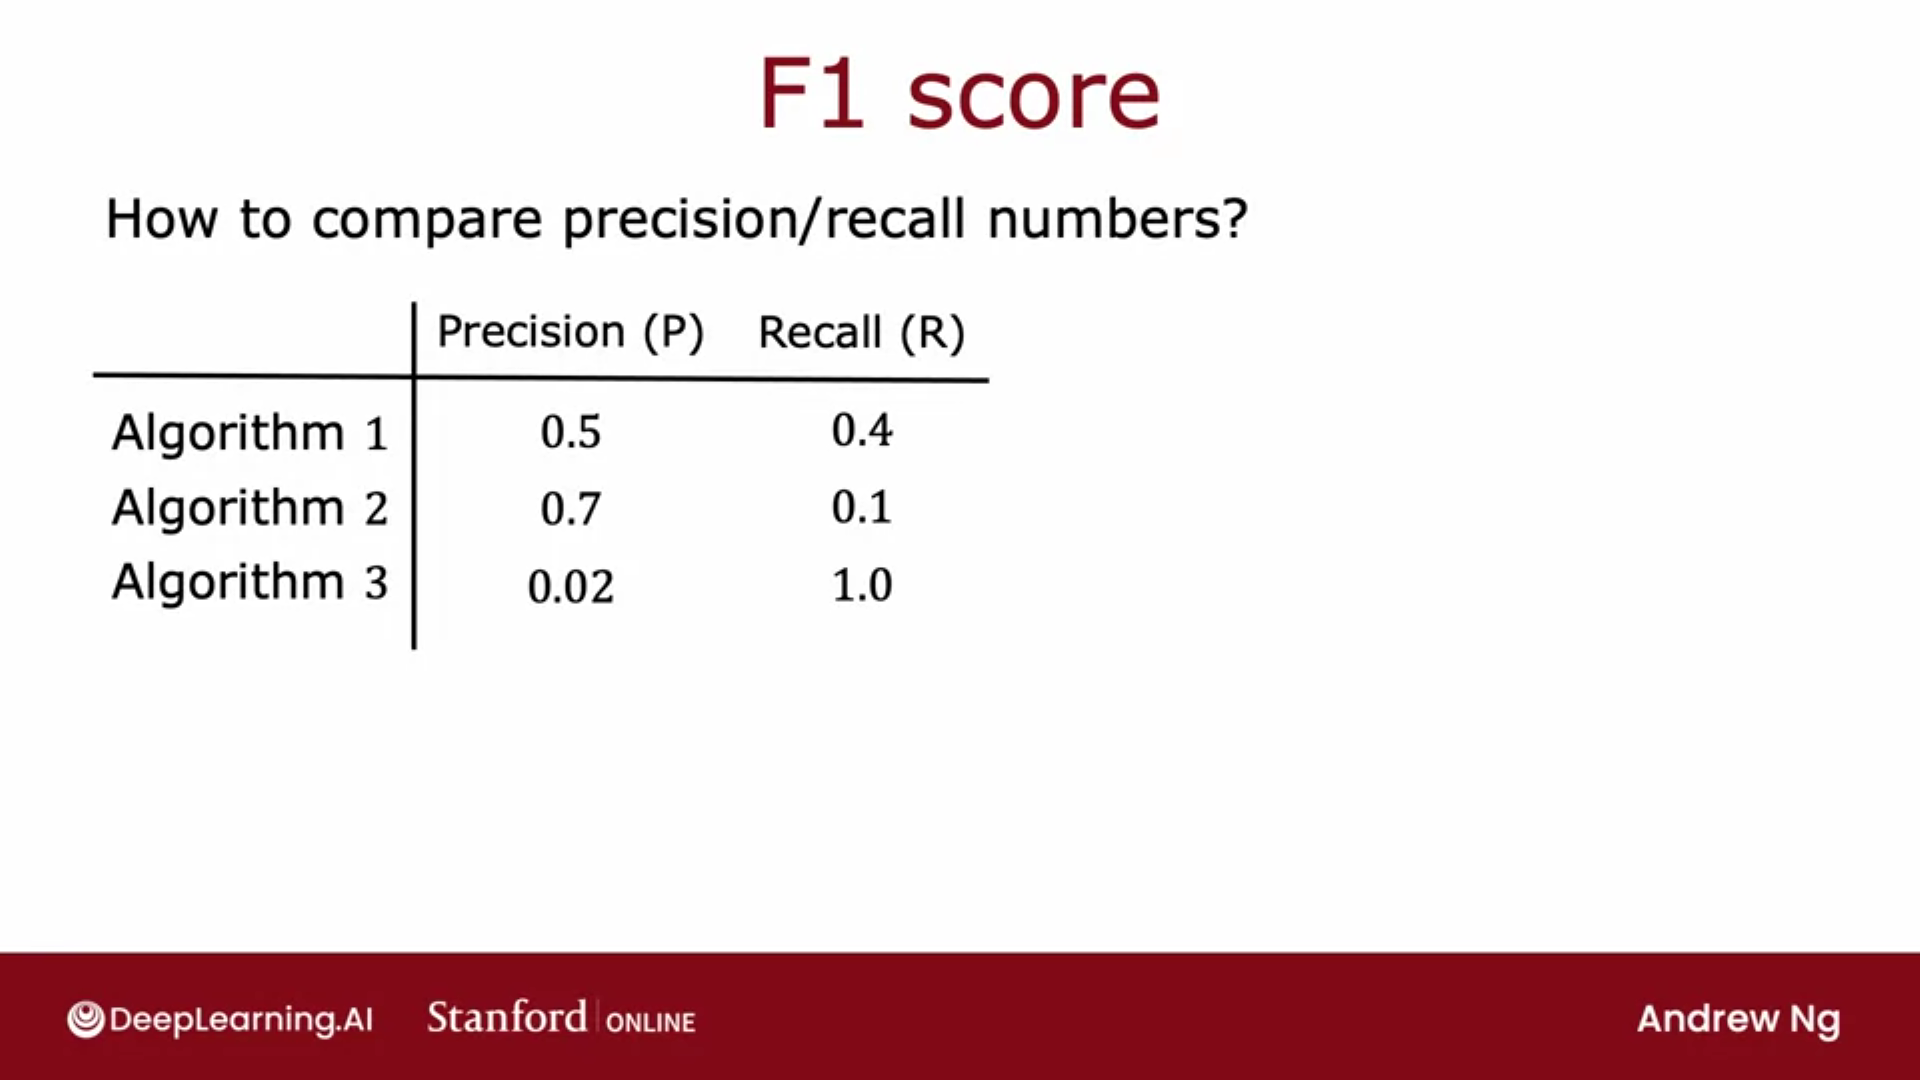 F1 score
How to compare precision/recall numbers?
Precision (P) Recall (R)
Algorithm 1 0.5 0.4
Algorithm 2 0.7 0.1
Algorithm 3 0.02 1.0
DeepLearning.AI Stanford ONLINE Andrew Ng